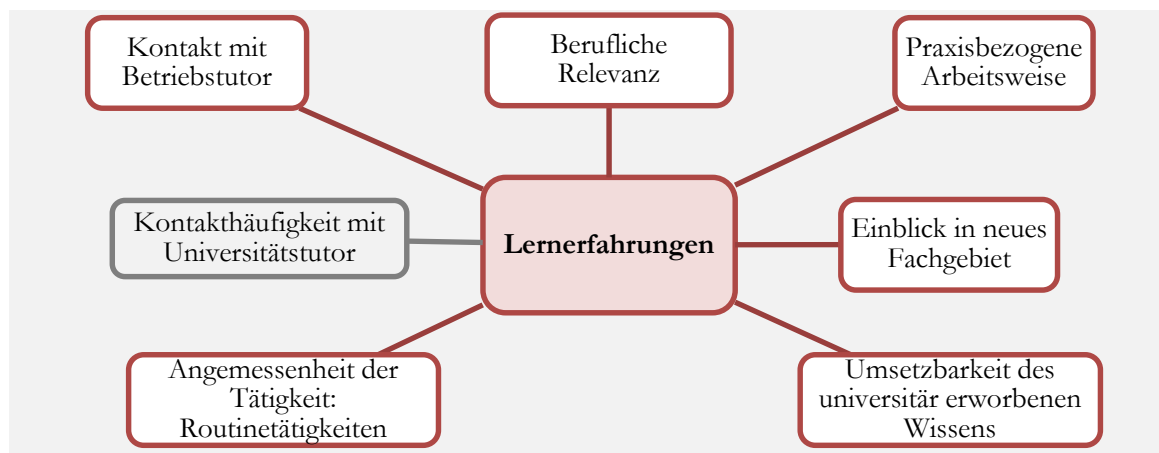 Kontakt mit
Betriebstutor
Berufliche
Relevanz
Praxisbezogene
Arbeitsweise
Kontakthäufigkeit mit
Universitätstutor
Lernerfahrungen
Einblick in neues
Fachgebiet
Angemessenheit der
Tätigkeit:
Routinetätigkeiten
Umsetzbarkeit des
universitär erworbenen
Wissens